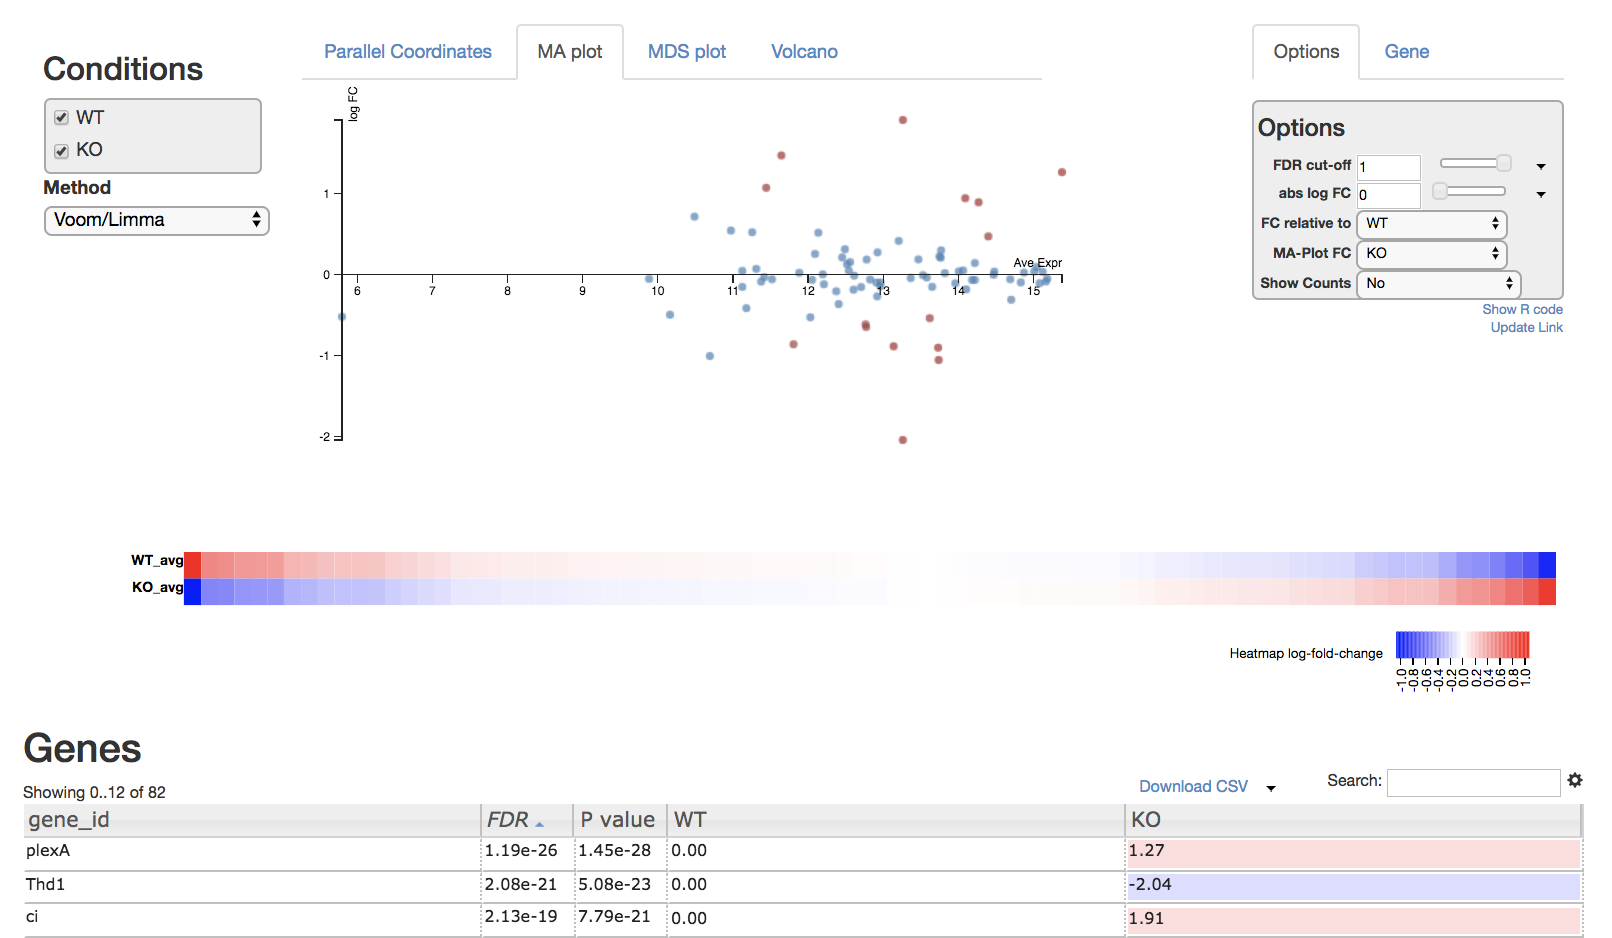 Conditions
WT
KO
Method
Voom/Limma
Parallel Coordinates
MA plot
MDS plot
Volcano
log FC
1
0
-1
-2
Ave Expr
6 7 8 9 10 11 12 13 14 15
Options
Gene
Options
FDR cut-off 1
abs log FC 0
FC relative to WT
MA-Plot FC KO
Show Counts No
Show R code
Update Link
WT_avg
KO_avg
Heatmap log-fold-change
-1.0 -0.8 -0.6 -0.4 -0.2 0.0 0.2 0.4 0.6 0.8 1.0
Genes
Showing 0..12 of 82
Download CSV
Search:
gene_id FDR P value WT KO
plexA 1.19e-26 1.45e-28 0.00 1.27
Thd1 2.08e-21 5.08e-23 0.00 -2.04
ci 2.13e-19 7.79e-21 0.00 1.91